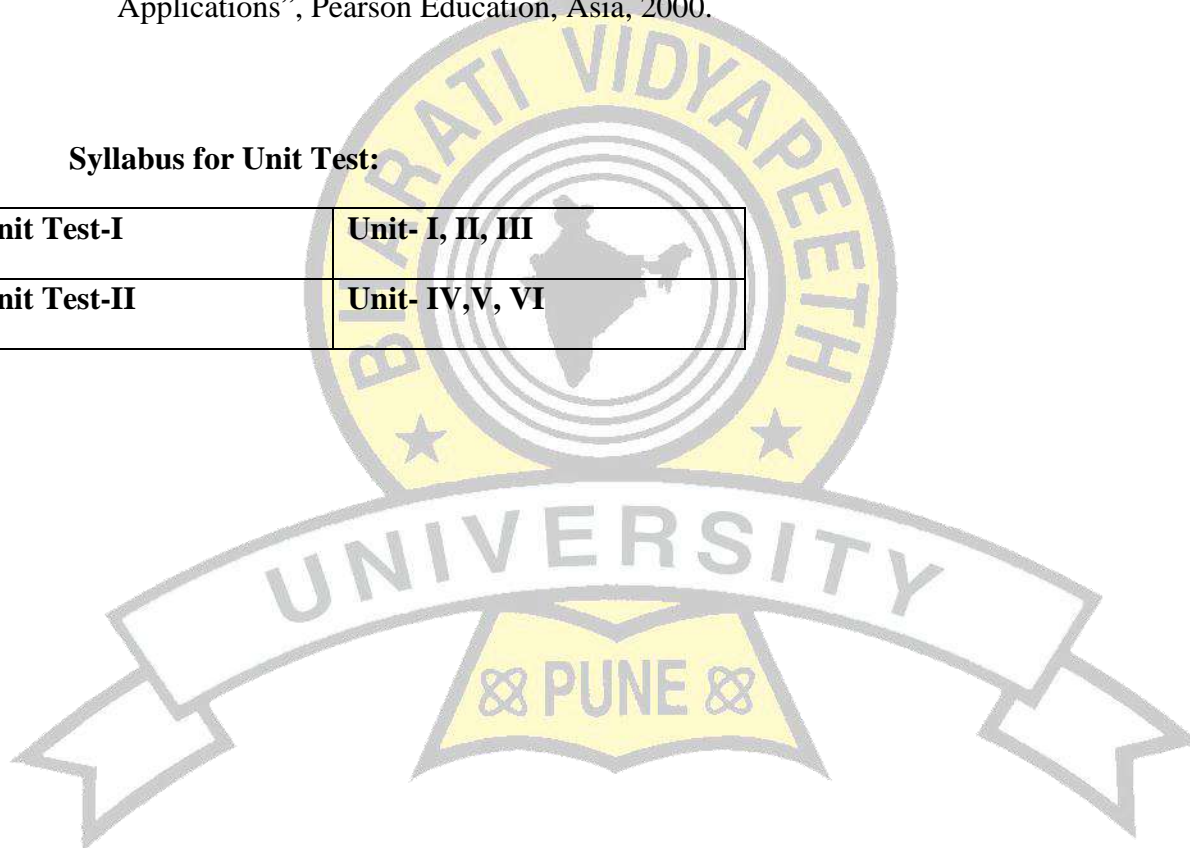 Applications”, Pearson Education, Asia, 2000.
Syllabus for Unit Test:
nit Test-I Unit- I, II, III
nit Test-II Unit- IV,V, VI
BHARATI VIDYAPEETH
UNIVERSITY
PUNE